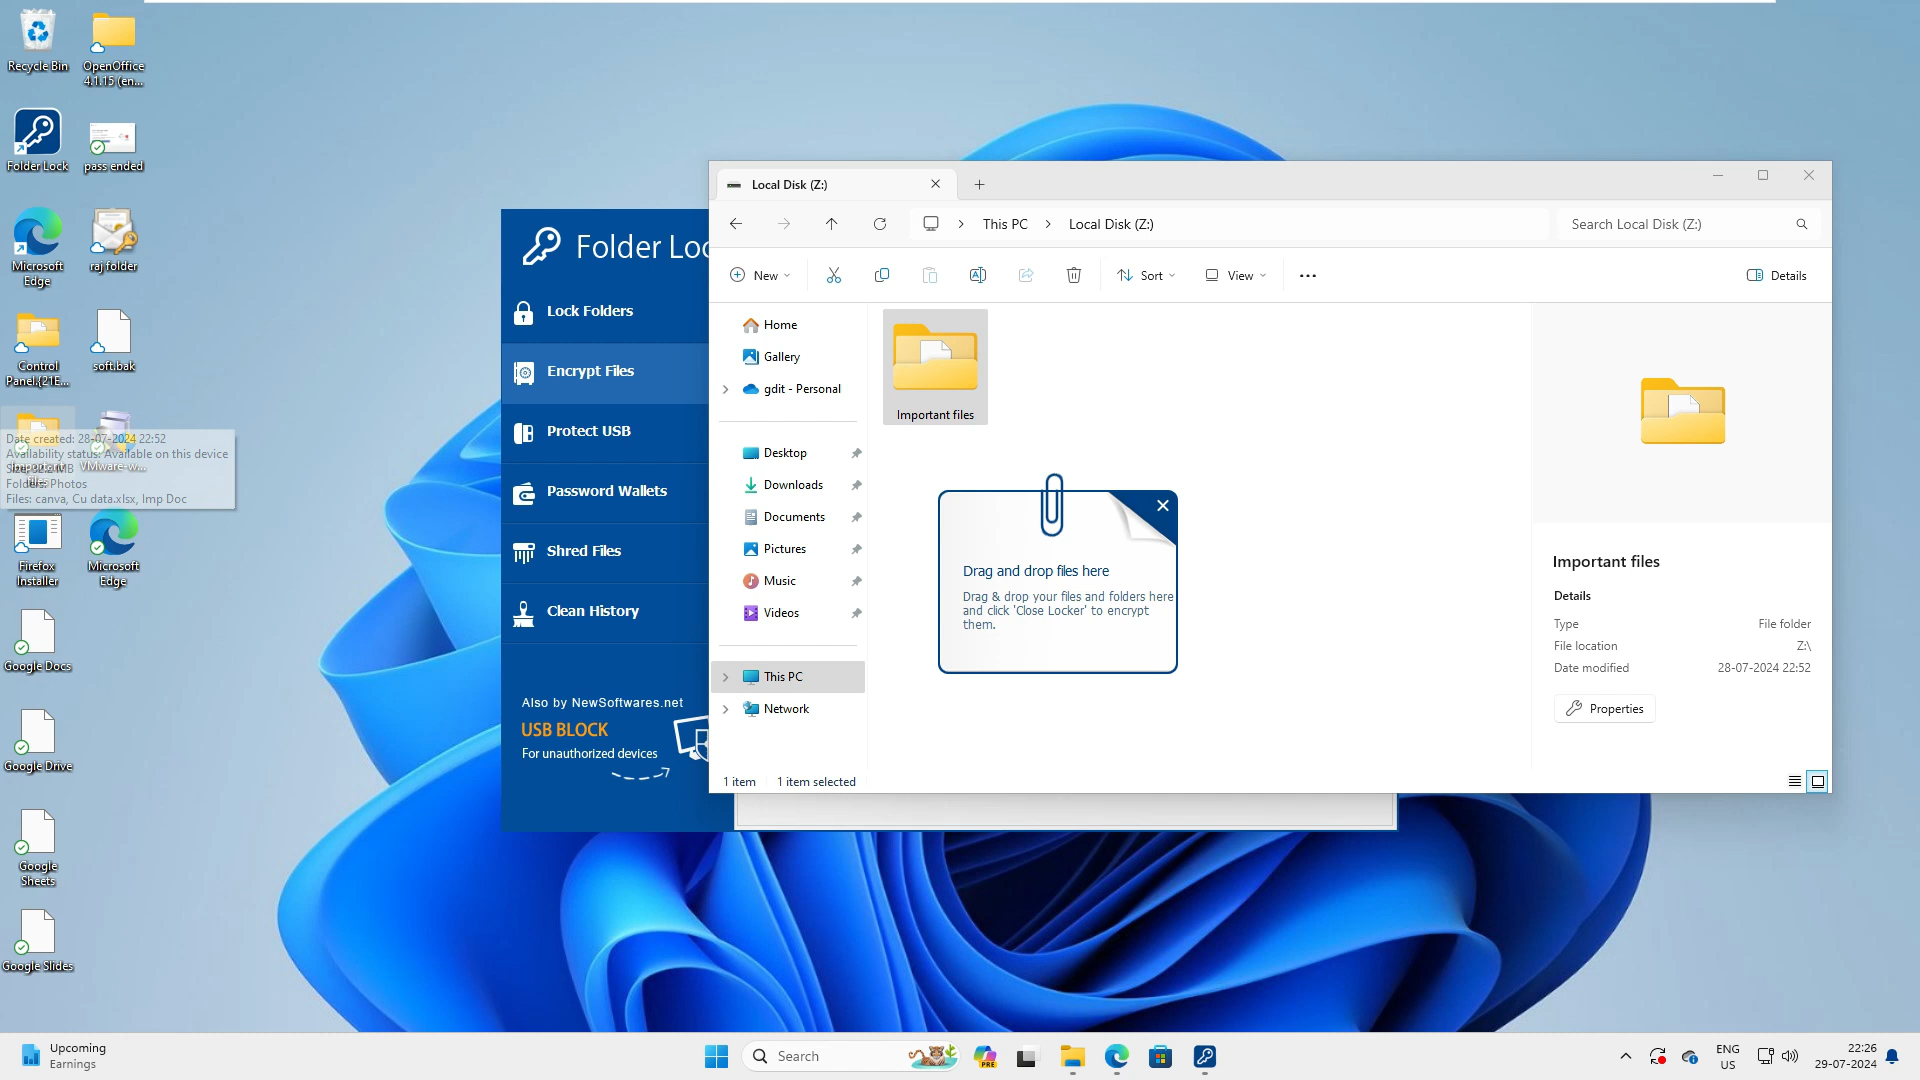 Recycle Bin
OpenOffice
4.1.15 (en...
Folder Lock
pass ended
Microsoft
Edge
raj folder
Control
Panel.{21E...
soft.bak
VMware-w...
Date created: 28-07-2024 22:52
Availability status: Available on this device
Folders: Photos
Files: canva, Cu data.xlsx, Imp Doc
Firefox
Installer
Microsoft
Edge
Google Docs
Google Drive
Google
Sheets
Google Slides
Folder Loc
Lock Folders
Encrypt Files
Protect USB
Password Wallets
Shred Files
Clean History
Also by NewSoftwares.net
USB BLOCK
For unauthorized devices
Local Disk (Z:)
This PC
Local Disk (Z:)
Search Local Disk (Z:)
New
Sort
View
Details
Home
Gallery
gdit - Personal
Desktop
Downloads
Documents
Pictures
Music
Videos
This PC
Network
Important files
Drag and drop files here
Drag & drop your files and folders here
and click 'Close Locker' to encrypt
them.
Important files
Details
Type File folder
File location Z:\
Date modified 28-07-2024 22:52
Properties
1 item 1 item selected
Upcoming
Earnings
Search
PRE
ENG
US
22:26
29-07-2024